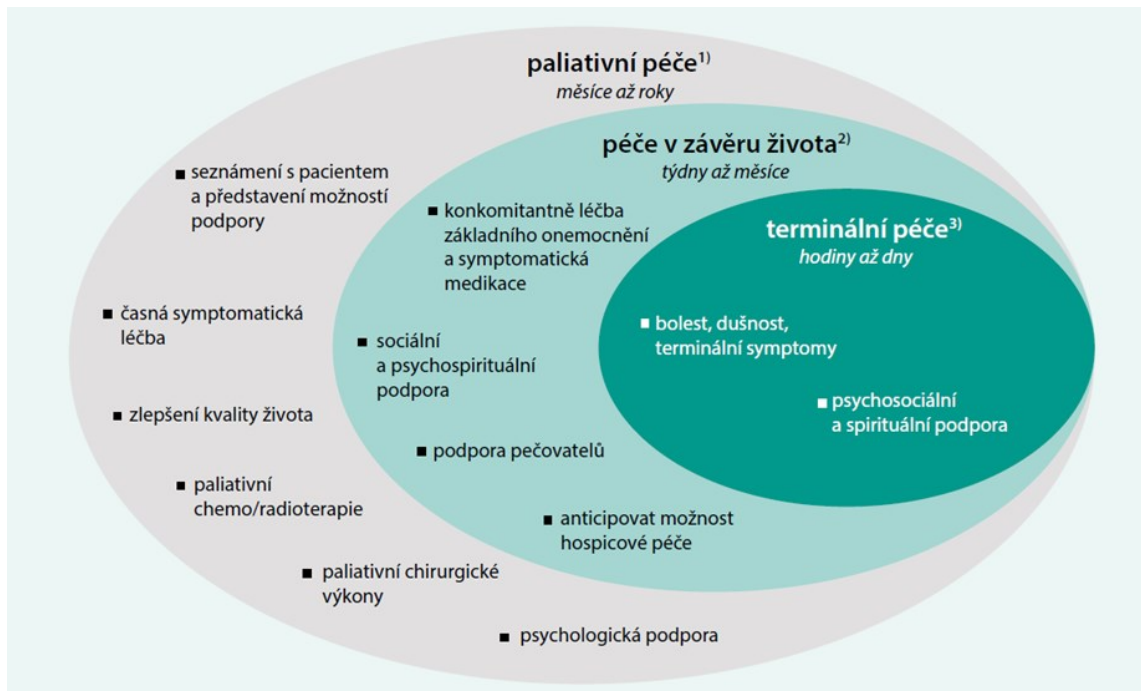 paliativní péče¹⁾
měsíce až roky
péče v závěru života²⁾
týdny až měsíce
terminální péče³⁾
hodiny až dny
■ seznámení s pacientem
a představení možností
podpory
■ časná symptomatická
léčba
■ zlepšení kvality života
■ paliativní
chemo/radioterapie
■ paliativní chirurgické
výkony
■ psychologická podpora
■ konkomitantně léčba
základního onemocnění
a symptomatická
medikace
■ sociální
a psychospirituální
podpora
■ podpora pečovatelů
■ anticipovat možnost
hospicové péče
■ bolest, dušnost,
terminální symptomy
■ psychosociální
a spirituální podpora